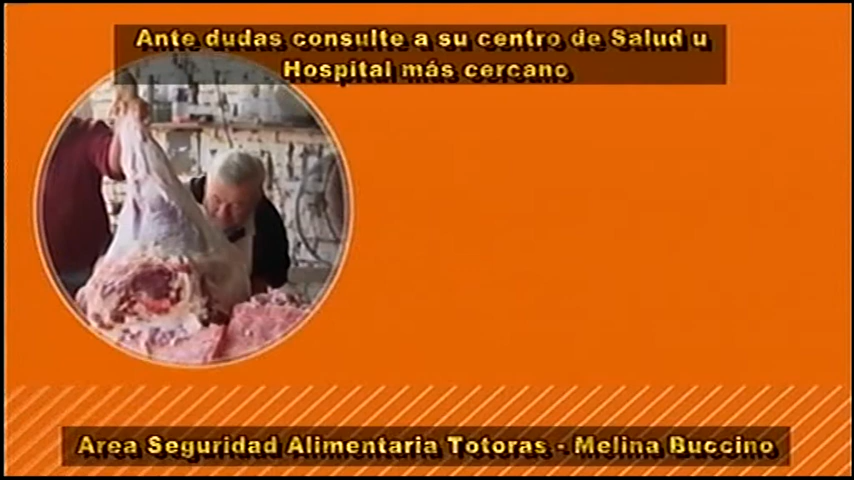 Ante dudas consulte a su centro de Salud u
Hospital más cercano
Area Seguridad Alimentaria Totoras - Melina Buccino